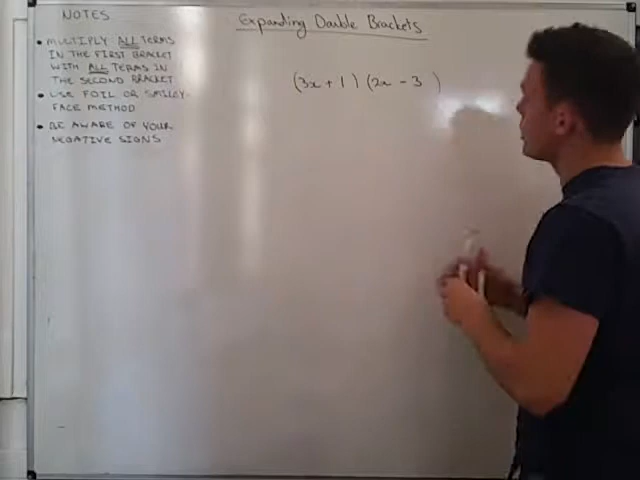 NOTES
Expanding Double Brackets
• MULTIPLY ALL TERMS
IN THE FIRST BRACKET
WITH ALL TERMS IN
THE SECOND BRACKET
• USE FOIL OR SMILEY-
FACE METHOD
• BE AWARE OF YOUR
NEGATIVE SIGNS
(3x + 1) (2x - 3)